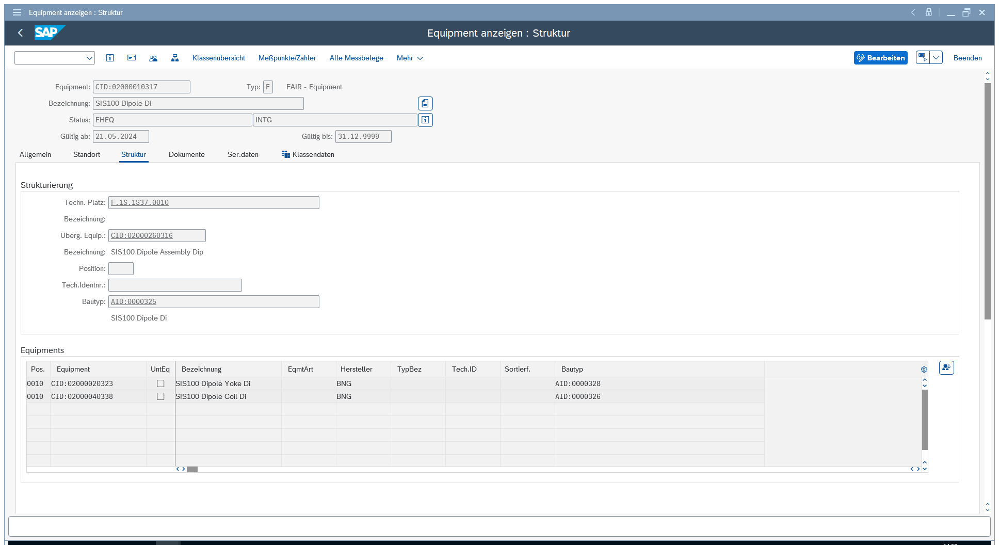 Equipment anzeigen : Struktur
SAP
Equipment anzeigen : Struktur
Klassenübersicht Meßpunkte/Zähler Alle Messbelege Mehr Bearbeiten Beenden
Equipment: CID:02000010317 Typ: F FAIR - Equipment
Bezeichnung: SIS100 Dipole Di
Status: EHEQ INTG
Gültig ab: 21.05.2024 Gültig bis: 31.12.9999
Allgemein Standort Struktur Dokumente Ser.daten Klassendaten
Strukturierung
Techn. Platz: F.1S.1S37.0010
Bezeichnung:
Überg. Equip.: CID:02000260316
Bezeichnung: SIS100 Dipole Assembly Dip
Position:
Tech.Identnr.:
Bautyp: AID:0000325
SIS100 Dipole Di
Equipments
Pos. Equipment UntEq Bezeichnung EqmtArt Hersteller TypBez Tech.ID Sortierf. Bautyp
0010 CID:02000020323 SIS100 Dipole Yoke Di BNG AID:0000328
0010 CID:02000040338 SIS100 Dipole Coil Di BNG AID:0000326